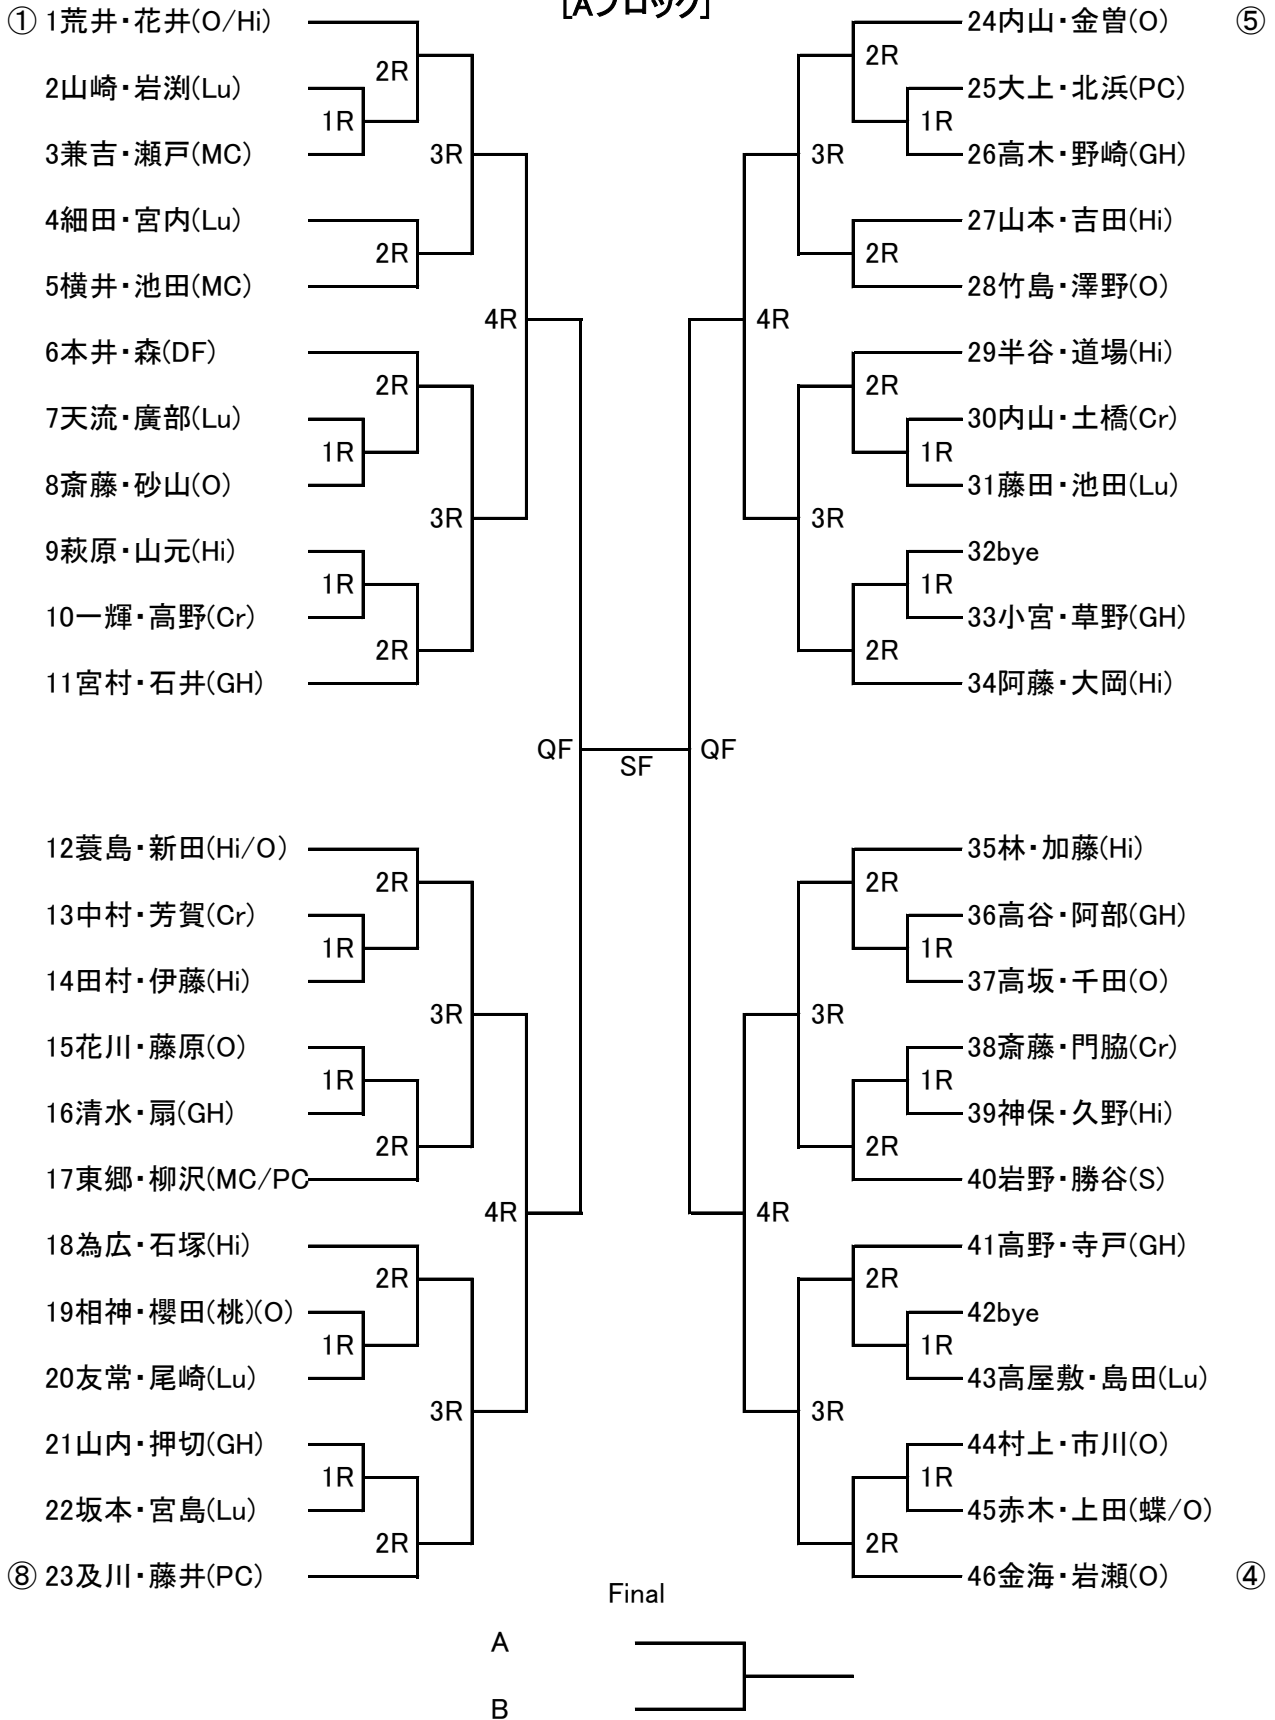 [Aブロック]
① 1荒井・花井(O/Hi)
2山崎・岩渕(Lu)
3兼吉・瀬戸(MC)
4細田・宮内(Lu)
5横井・池田(MC)
6本井・森(DF)
7天流・廣部(Lu)
8斎藤・砂山(O)
9萩原・山元(Hi)
10一輝・高野(Cr)
11宮村・石井(GH)
12蓑島・新田(Hi/O)
13中村・芳賀(Cr)
14田村・伊藤(Hi)
15花川・藤原(O)
16清水・扇(GH)
17東郷・柳沢(MC/PC
18為広・石塚(Hi)
19相神・櫻田(桃)(O)
20友常・尾崎(Lu)
21山内・押切(GH)
22坂本・宮島(Lu)
⑧ 23及川・藤井(PC)
2R
1R
3R
2R
4R
2R
1R
3R
1R
2R
QF
2R
1R
3R
1R
2R
4R
2R
1R
3R
1R
2R
SF
24内山・金曽(O) ⑤
25大上・北浜(PC)
26高木・野崎(GH)
27山本・吉田(Hi)
28竹島・澤野(O)
29半谷・道場(Hi)
30内山・土橋(Cr)
31藤田・池田(Lu)
32bye
33小宮・草野(GH)
34阿藤・大岡(Hi)
35林・加藤(Hi)
36高谷・阿部(GH)
37高坂・千田(O)
38斎藤・門脇(Cr)
39神保・久野(Hi)
40岩野・勝谷(S)
41高野・寺戸(GH)
42bye
43高屋敷・島田(Lu)
44村上・市川(O)
45赤木・上田(蝶/O)
46金海・岩瀬(O) ④
2R
1R
3R
2R
4R
2R
1R
3R
1R
2R
QF
2R
1R
3R
1R
2R
4R
2R
1R
3R
1R
2R
Final
A
B